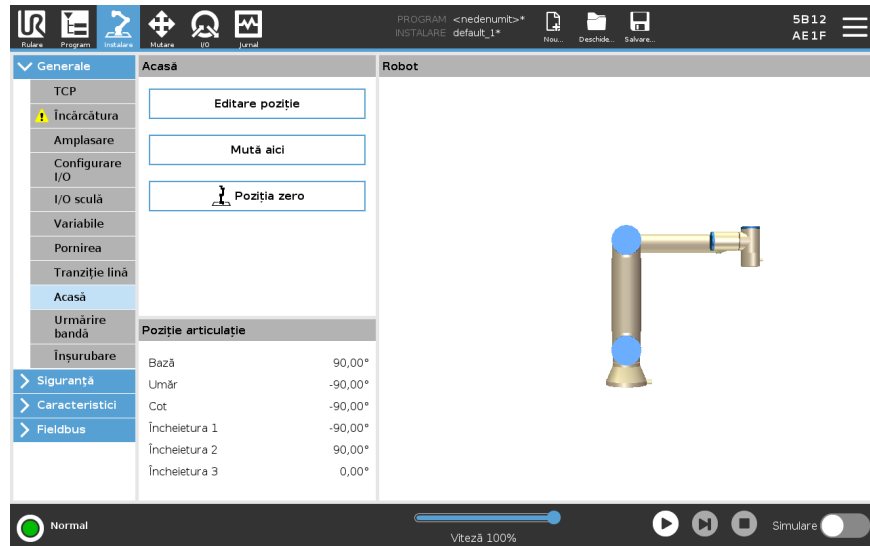 UR
Rulare
Program
Instalare
Mutare
I/O
Jurnal
PROGRAM <nedenumit>*
INSTALARE default_1*
Nou...
Deschide...
Salvare...
5B12
AE1F
Generale
TCP
Încărcătura
Amplasare
Configurare
I/O
I/O sculă
Variabile
Pornirea
Tranziție lină
Acasă
Urmărire
bandă
Înșurubare
Siguranță
Caracteristici
Fieldbus
Acasă
Editare poziție
Mută aici
Poziția zero
Poziție articulație
Bază 90,00°
Umăr -90,00°
Cot -90,00°
Încheietura 1 -90,00°
Încheietura 2 90,00°
Încheietura 3 0,00°
Robot
Normal
Viteză 100%
Simulare